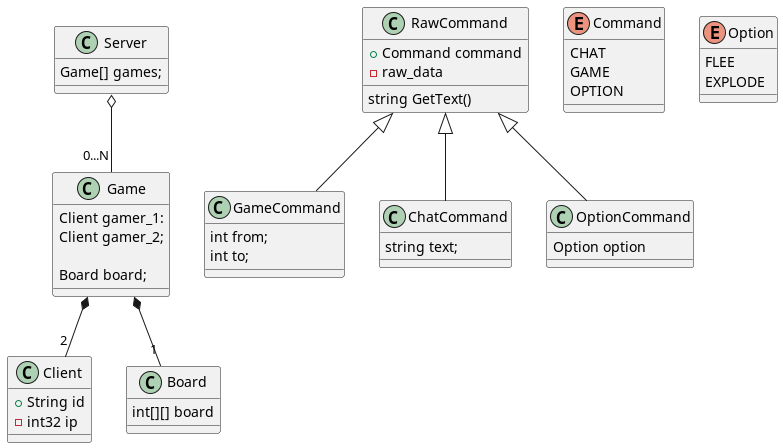 C Server
Game[] games;
0...N
C Game
Client gamer_1:
Client gamer_2;
Board board;
2
1
C Client
String id
int32 ip
C Board
int[][] board
C RawCommand
Command command
raw_data
string GetText()
C GameCommand
int from;
int to;
C ChatCommand
string text;
C OptionCommand
Option option
E Command
CHAT
GAME
OPTION
E Option
FLEE
EXPLODE